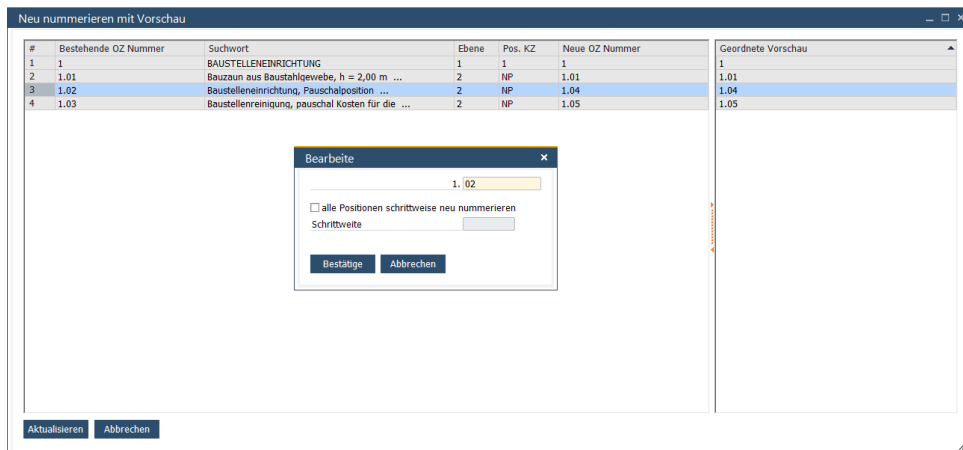 Neu nummerieren mit Vorschau
# Bestehende OZ Nummer Suchwort Ebene Pos. KZ Neue OZ Nummer Geordnete Vorschau
1 1 BAUSTELLENEINRICHTUNG 1 1 1 1
2 1.01 Bauzaun aus Baustahlgewebe, h = 2,00 m ... 2 NP 1.01 1.01
3 1.02 Baustelleneinrichtung, Pauschalposition ... 2 NP 1.04 1.04
4 1.03 Baustellenreinigung, pauschal Kosten für die ... 2 NP 1.05 1.05
Bearbeite
1. 02
alle Positionen schrittweise neu nummerieren
Schrittweite
Bestätige Abbrechen
Aktualisieren Abbrechen